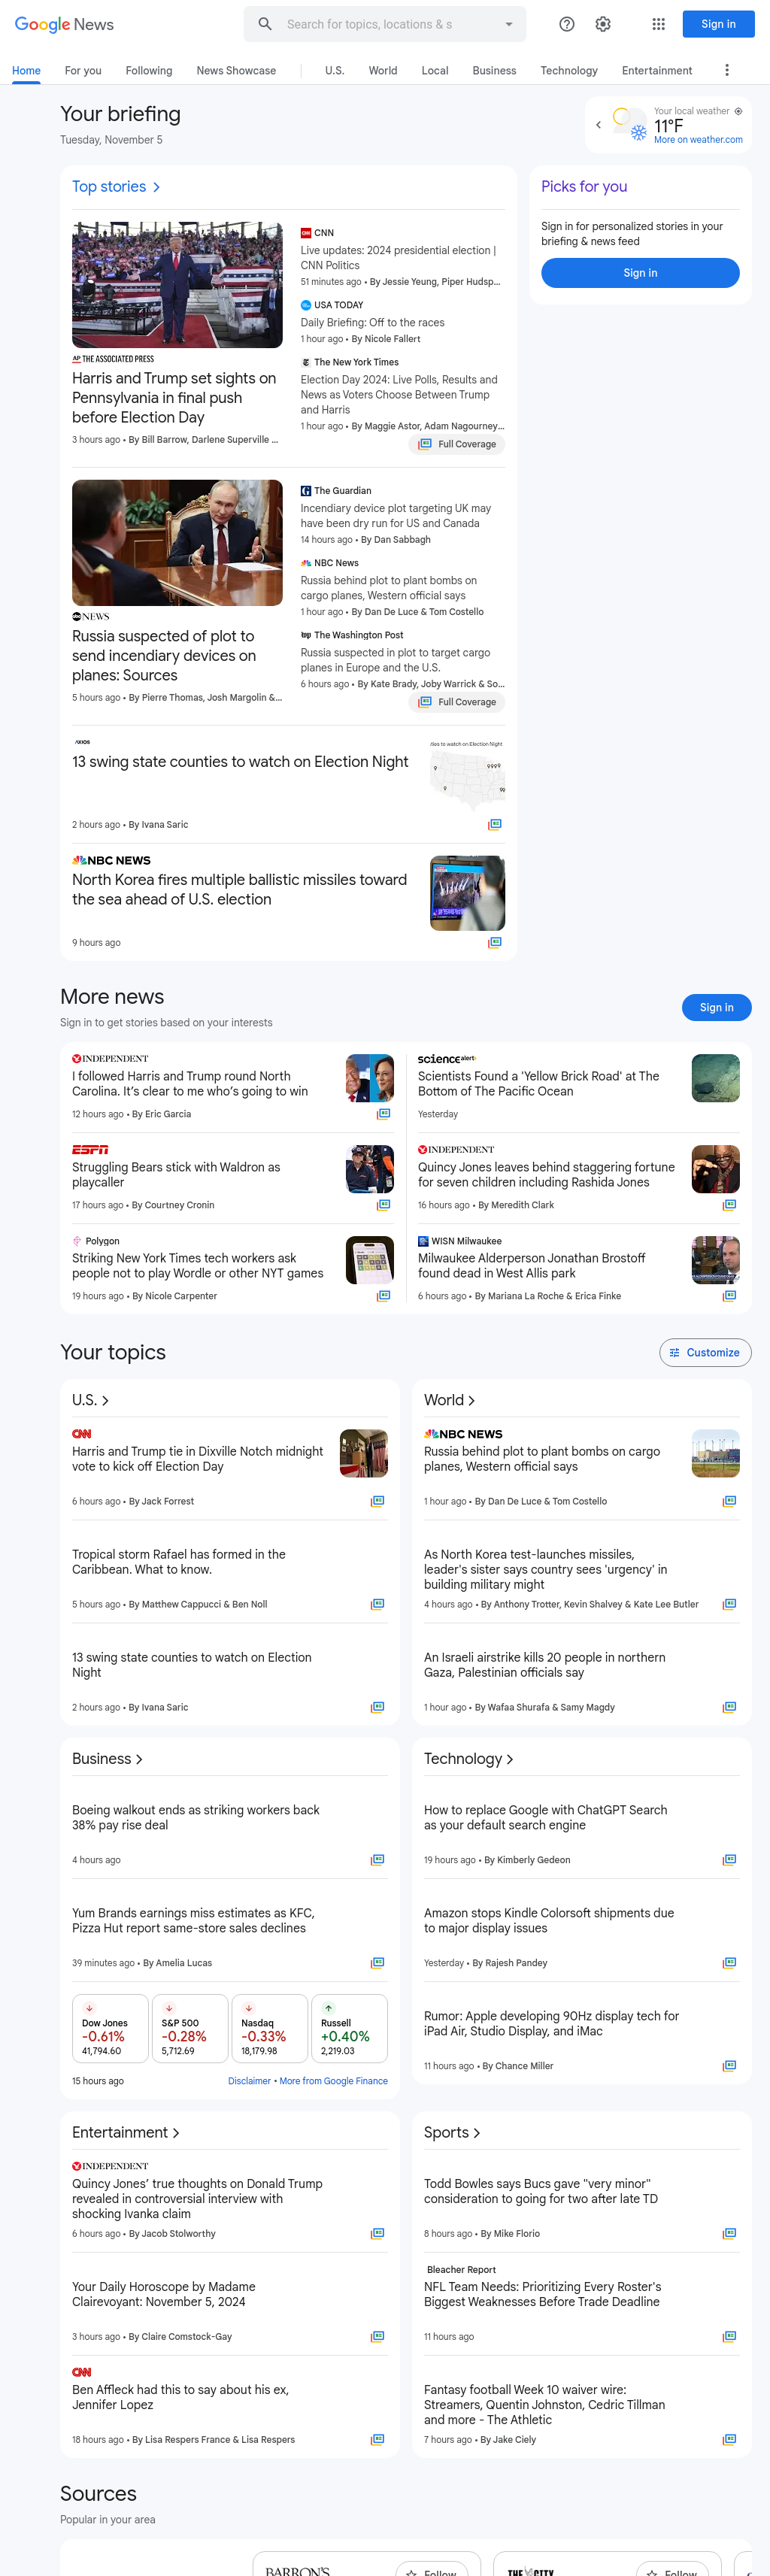 Google News
Search for topics, locations & s
Sign in
Home
For you
Following
News Showcase
U.S.
World
Local
Business
Technology
Entertainment
Your briefing
Tuesday, November 5
Your local weather
11°F
More on weather.com
Top stories
AP THE ASSOCIATED PRESS
Harris and Trump set sights on
Pennsylvania in final push
before Election Day
3 hours ago • By Bill Barrow, Darlene Superville ...
CNN
Live updates: 2024 presidential election |
CNN Politics
51 minutes ago • By Jessie Yeung, Piper Hudsp...
USA TODAY
Daily Briefing: Off to the races
1 hour ago • By Nicole Fallert
The New York Times
Election Day 2024: Live Polls, Results and
News as Voters Choose Between Trump
and Harris
1 hour ago • By Maggie Astor, Adam Nagourney...
Full Coverage
Picks for you
Sign in for personalized stories in your
briefing & news feed
Sign in
abc NEWS
Russia suspected of plot to
send incendiary devices on
planes: Sources
5 hours ago • By Pierre Thomas, Josh Margolin &...
The Guardian
Incendiary device plot targeting UK may
have been dry run for US and Canada
14 hours ago • By Dan Sabbagh
NBC News
Russia behind plot to plant bombs on
cargo planes, Western official says
1 hour ago • By Dan De Luce & Tom Costello
wp The Washington Post
Russia suspected in plot to target cargo
planes in Europe and the U.S.
6 hours ago • By Kate Brady, Joby Warrick & So...
Full Coverage
AXIOS
13 swing state counties to watch on Election Night
2 hours ago • By Ivana Saric
ties to watch on Election Night
NBC NEWS
North Korea fires multiple ballistic missiles toward
the sea ahead of U.S. election
9 hours ago
More news
Sign in to get stories based on your interests
Sign in
INDEPENDENT
I followed Harris and Trump round North
Carolina. It's clear to me who's going to win
12 hours ago • By Eric Garcia
sciencealert
Scientists Found a 'Yellow Brick Road' at The
Bottom of The Pacific Ocean
Yesterday
ESPN
Struggling Bears stick with Waldron as
playcaller
17 hours ago • By Courtney Cronin
INDEPENDENT
Quincy Jones leaves behind staggering fortune
for seven children including Rashida Jones
16 hours ago • By Meredith Clark
Polygon
Striking New York Times tech workers ask
people not to play Wordle or other NYT games
19 hours ago • By Nicole Carpenter
WISN Milwaukee
Milwaukee Alderperson Jonathan Brostoff
found dead in West Allis park
6 hours ago • By Mariana La Roche & Erica Finke
Your topics
Customize
U.S.
CNN
Harris and Trump tie in Dixville Notch midnight
vote to kick off Election Day
6 hours ago • By Jack Forrest
Tropical storm Rafael has formed in the
Caribbean. What to know.
5 hours ago • By Matthew Cappucci & Ben Noll
13 swing state counties to watch on Election
Night
2 hours ago • By Ivana Saric
World
NBC NEWS
Russia behind plot to plant bombs on cargo
planes, Western official says
1 hour ago • By Dan De Luce & Tom Costello
As North Korea test-launches missiles,
leader's sister says country sees 'urgency' in
building military might
4 hours ago • By Anthony Trotter, Kevin Shalvey & Kate Lee Butler
An Israeli airstrike kills 20 people in northern
Gaza, Palestinian officials say
1 hour ago • By Wafaa Shurafa & Samy Magdy
Business
Boeing walkout ends as striking workers back
38% pay rise deal
4 hours ago
Yum Brands earnings miss estimates as KFC,
Pizza Hut report same-store sales declines
39 minutes ago • By Amelia Lucas
Dow Jones
-0.61%
41,794.60
S&P 500
-0.28%
5,712.69
Nasdaq
-0.33%
18,179.98
Russell
+0.40%
2,219.03
15 hours ago
Disclaimer • More from Google Finance
Technology
How to replace Google with ChatGPT Search
as your default search engine
19 hours ago • By Kimberly Gedeon
Amazon stops Kindle Colorsoft shipments due
to major display issues
Yesterday • By Rajesh Pandey
Rumor: Apple developing 90Hz display tech for
iPad Air, Studio Display, and iMac
11 hours ago • By Chance Miller
Entertainment
INDEPENDENT
Quincy Jones' true thoughts on Donald Trump
revealed in controversial interview with
shocking Ivanka claim
6 hours ago • By Jacob Stolworthy
Your Daily Horoscope by Madame
Clairevoyant: November 5, 2024
3 hours ago • By Claire Comstock-Gay
CNN
Ben Affleck had this to say about his ex,
Jennifer Lopez
18 hours ago • By Lisa Respers France & Lisa Respers
Sports
Todd Bowles says Bucs gave "very minor"
consideration to going for two after late TD
8 hours ago • By Mike Florio
Bleacher Report
NFL Team Needs: Prioritizing Every Roster's
Biggest Weaknesses Before Trade Deadline
11 hours ago
Fantasy football Week 10 waiver wire:
Streamers, Quentin Johnston, Cedric Tillman
and more - The Athletic
7 hours ago • By Jake Ciely
Sources
Popular in your area
BARRON'S
Follow
THE CITY
Follow